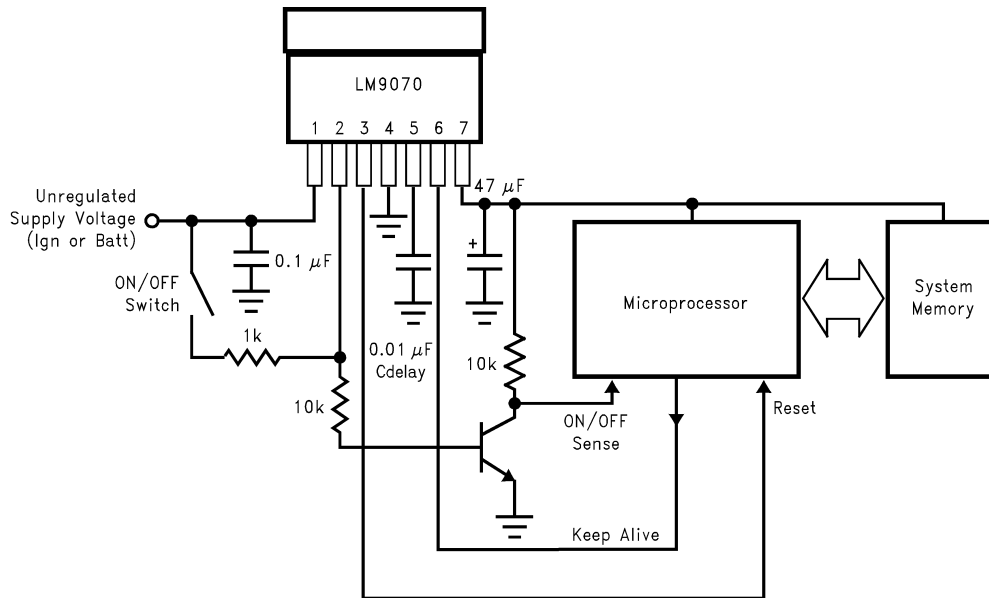 LM9070
1 2 3 4 5 6 7
Unregulated
Supply Voltage
(Ign or Batt)
47 μF
+
0.1 μF
ON/OFF
Switch
1k
10k
0.01 μF
Cdelay
10k
Microprocessor
System
Memory
ON/OFF
Sense
Reset
Keep Alive